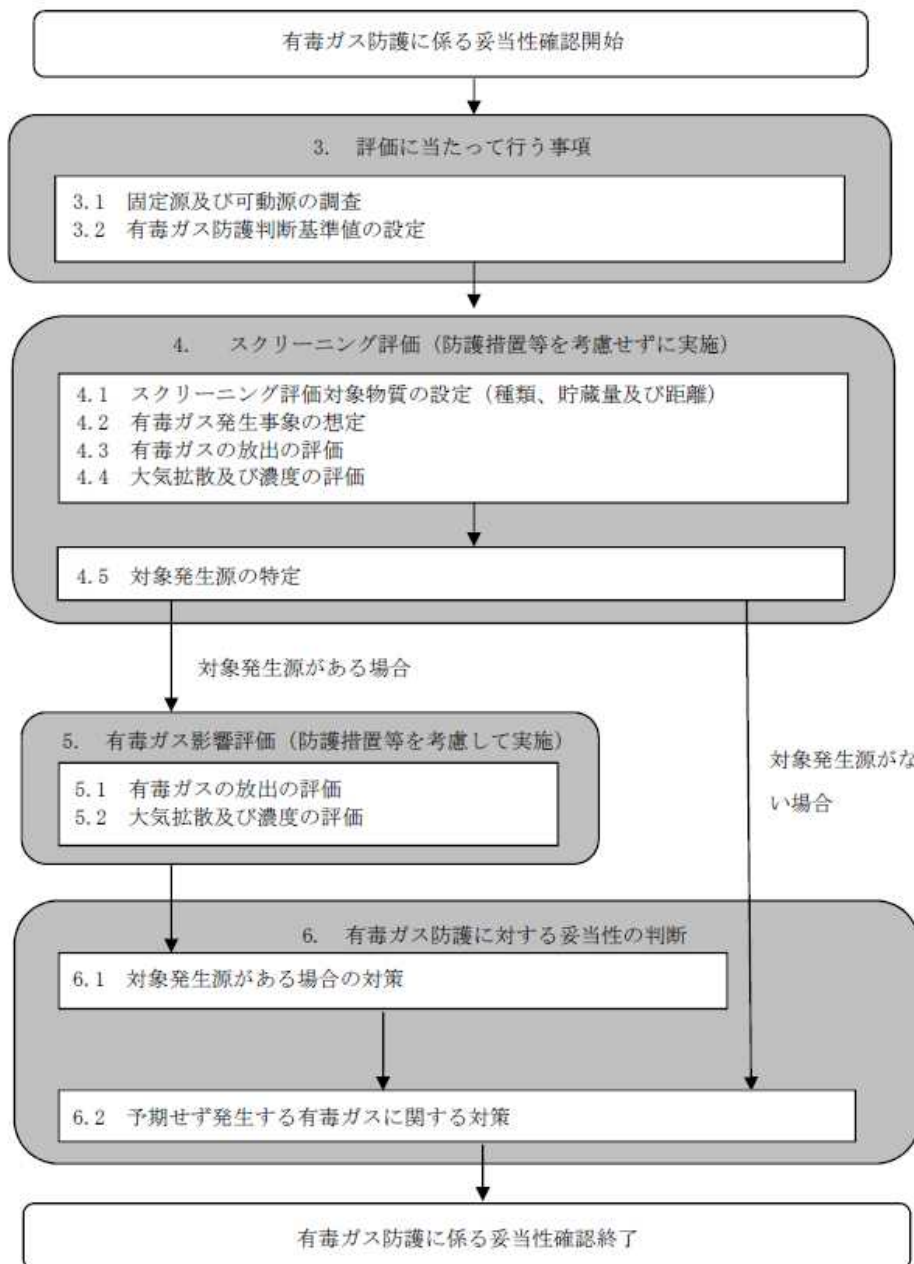 有毒ガス防護に係る妥当性確認開始
3. 評価に当たって行う事項
3.1 固定源及び可動源の調査
3.2 有毒ガス防護判断基準値の設定
4. スクリーニング評価（防護措置等を考慮せずに実施）
4.1 スクリーニング評価対象物質の設定（種類、貯蔵量及び距離）
4.2 有毒ガス発生事象の想定
4.3 有毒ガスの放出の評価
4.4 大気拡散及び濃度の評価
4.5 対象発生源の特定
対象発生源がある場合
5. 有毒ガス影響評価（防護措置等を考慮して実施）
5.1 有毒ガスの放出の評価
5.2 大気拡散及び濃度の評価
対象発生源がな
い場合
6. 有毒ガス防護に対する妥当性の判断
6.1 対象発生源がある場合の対策
6.2 予期せず発生する有毒ガスに関する対策
有毒ガス防護に係る妥当性確認終了